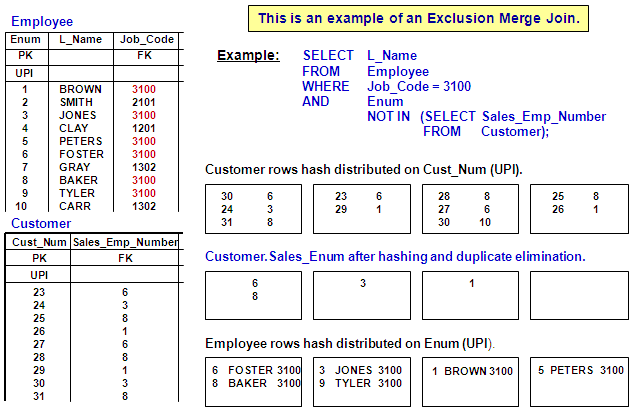 This is an example of an Exclusion Merge Join.
Employee
Enum L_Name Job_Code
PK FK
UPI
1 BROWN 3100
2 SMITH 2101
3 JONES 3100
4 CLAY 1201
5 PETERS 3100
6 FOSTER 3100
7 GRAY 1302
8 BAKER 3100
9 TYLER 3100
10 CARR 1302
Customer
Cust_Num Sales_Emp_Number
PK FK
UPI
23 6
24 3
25 8
26 1
27 6
28 8
29 1
30 3
31 8
Example: SELECT L_Name
FROM Employee
WHERE Job_Code = 3100
AND Enum
NOT IN (SELECT Sales_Emp_Number
FROM Customer);
Customer rows hash distributed on Cust_Num (UPI).
30 6
24 3
31 8
23 6
29 1
28 8
27 6
30 10
25 8
26 1
Customer.Sales_Enum after hashing and duplicate elimination.
6
8
3
1
Employee rows hash distributed on Enum (UPI).
6 FOSTER 3100
8 BAKER 3100
3 JONES 3100
9 TYLER 3100
1 BROWN 3100
5 PETERS 3100